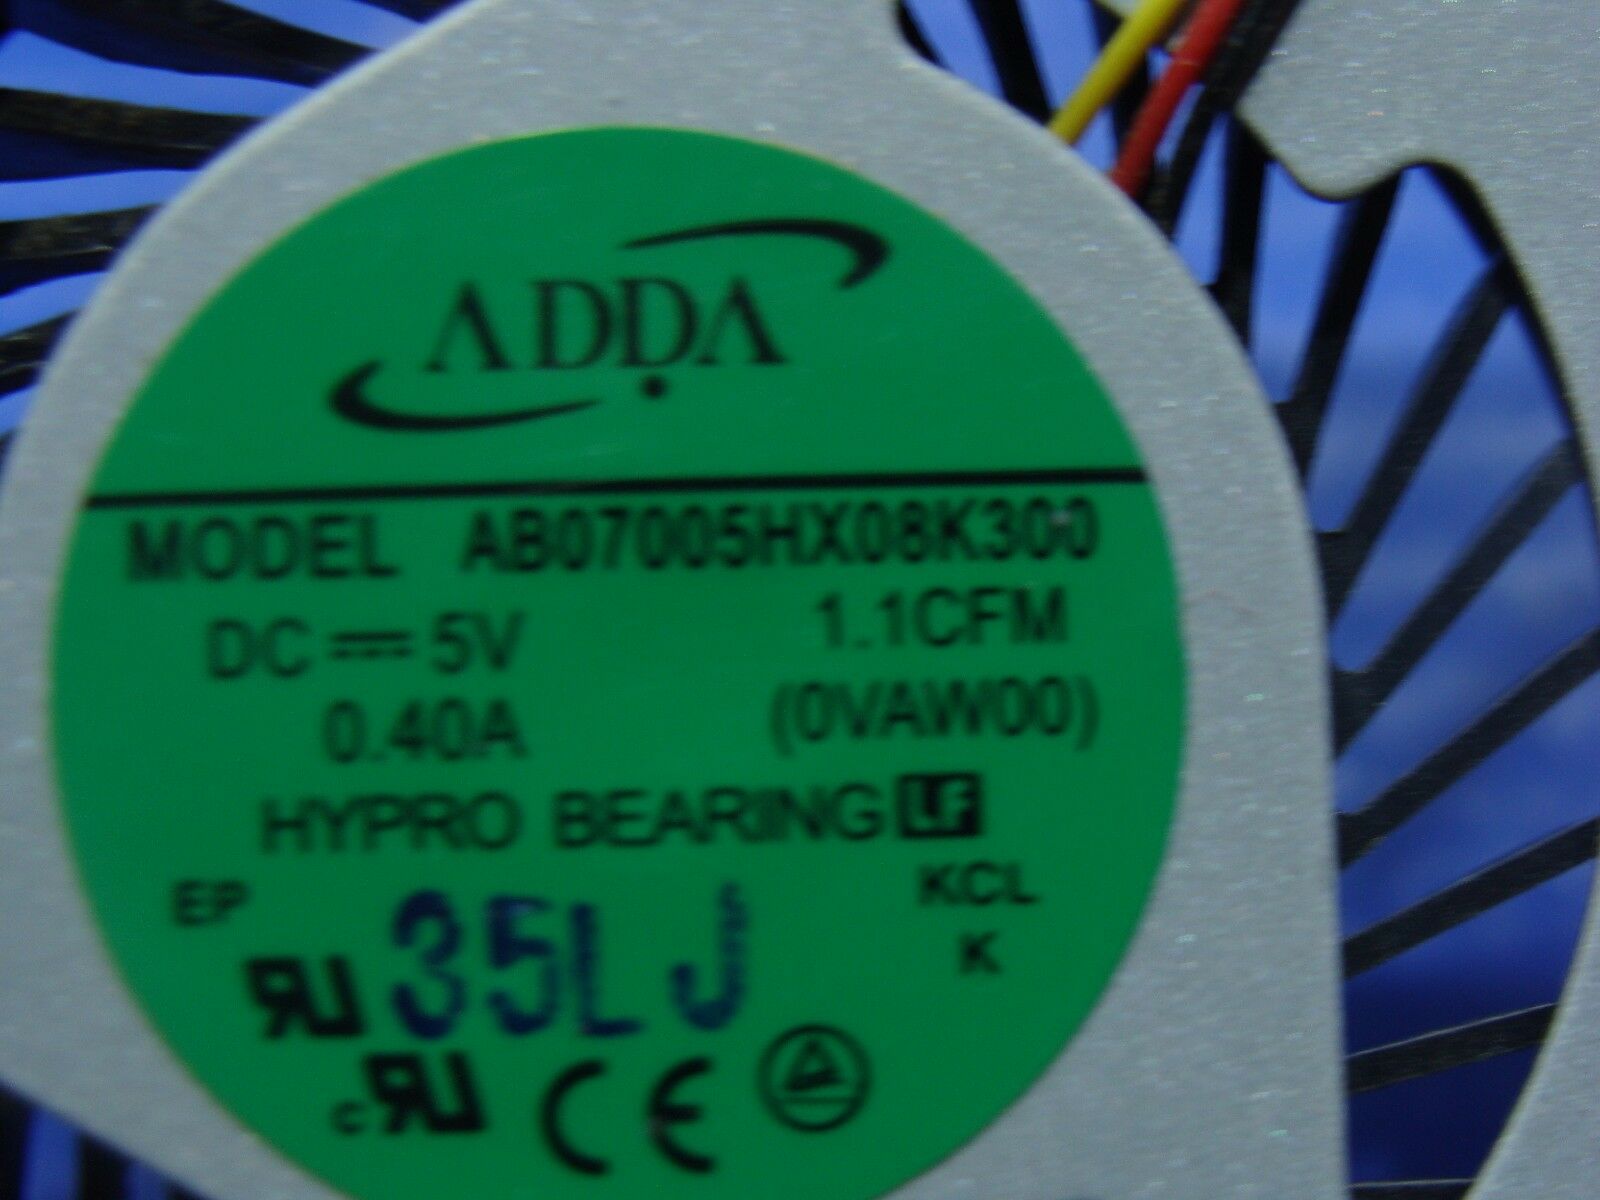 ADDA
MODEL AB07005HX08K300
DC 5V 1.1CFM
0.40A (0VAW00)
HYPRO BEARING LF
EP KCL
35LJ K
c CE